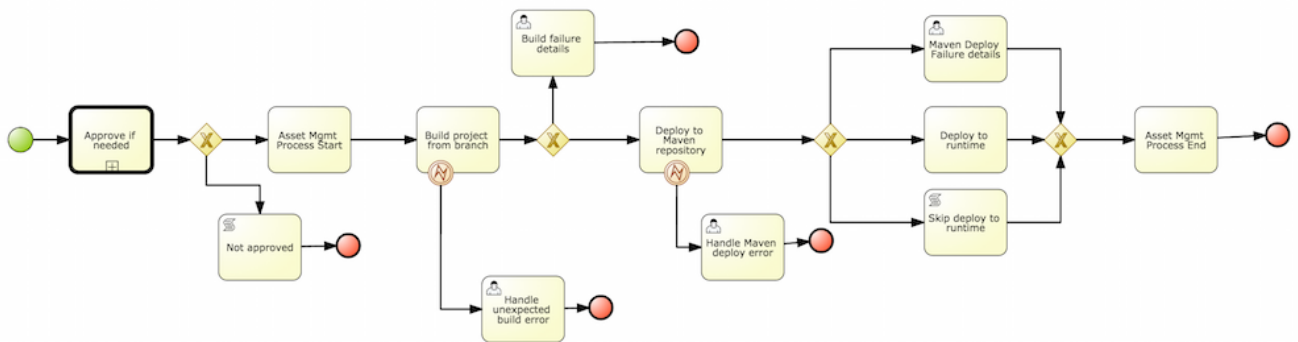 Build failure
details
Maven Deploy
Failure details
Approve if
needed
Asset Mgmt
Process Start
Build project
from branch
Deploy to
Maven
repository
Deploy to
runtime
Asset Mgmt
Process End
Not approved
Handle Maven
deploy error
Skip deploy to
runtime
Handle
unexpected
build error